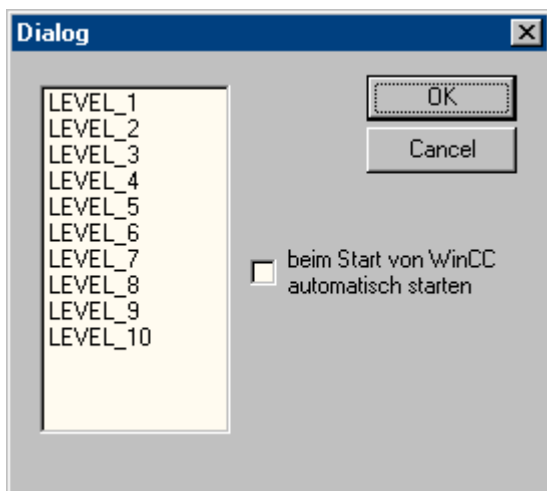 Dialog
LEVEL_1
LEVEL_2
LEVEL_3
LEVEL_4
LEVEL_5
LEVEL_6
LEVEL_7
LEVEL_8
LEVEL_9
LEVEL_10
OK
Cancel
beim Start von WinCC
automatisch starten